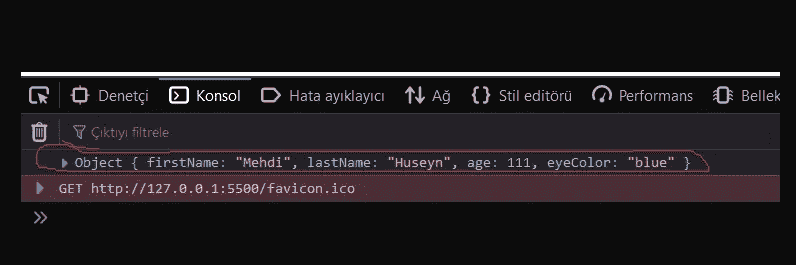 Denetçi Konsol Hata ayıklayıcı Ağ Stil editörü Performans Bellek
Çıktıyı filtrele
Object { firstName: "Mehdi", lastName: "Huseyn", age: 111, eyeColor: "blue" }
GET http://127.0.0.1:5500/favicon.ico